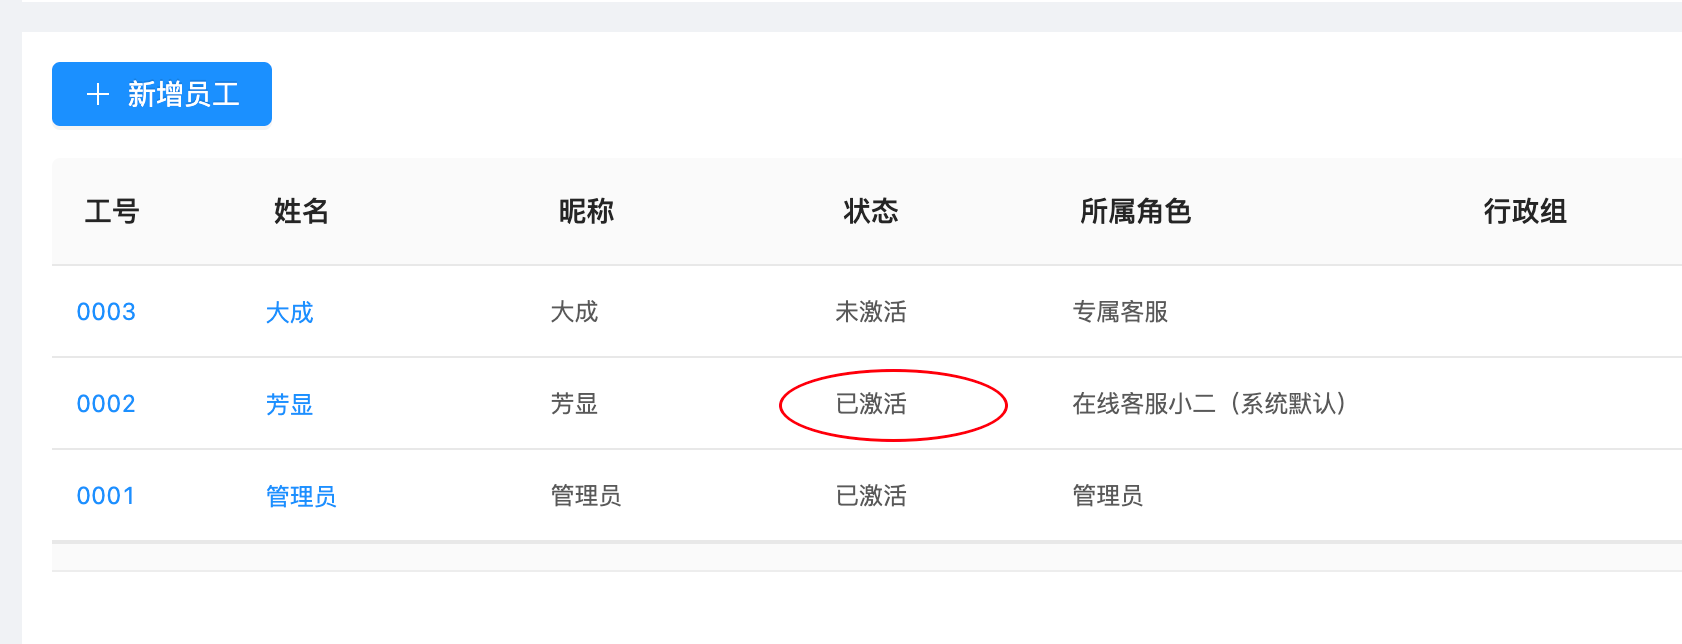 + 新增员工
工号 姓名 昵称 状态 所属角色 行政组
0003 大成 大成 未激活 专属客服
0002 芳显 芳显 已激活 在线客服小二（系统默认）
0001 管理员 管理员 已激活 管理员